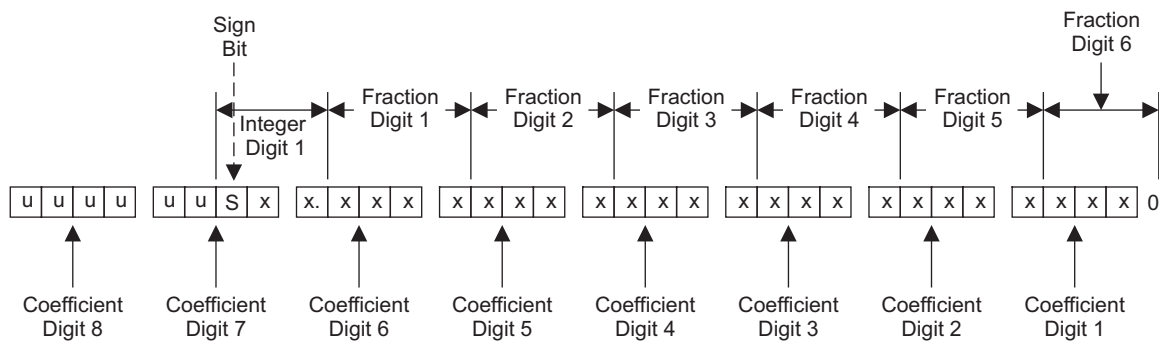 Sign
Bit
Fraction
Digit 6
Integer
Digit 1
Fraction
Digit 1
Fraction
Digit 2
Fraction
Digit 3
Fraction
Digit 4
Fraction
Digit 5
u u u u u u S x x. x x x x x x x x x x x x x x x x x x x x x x x 0
Coefficient
Digit 8
Coefficient
Digit 7
Coefficient
Digit 6
Coefficient
Digit 5
Coefficient
Digit 4
Coefficient
Digit 3
Coefficient
Digit 2
Coefficient
Digit 1